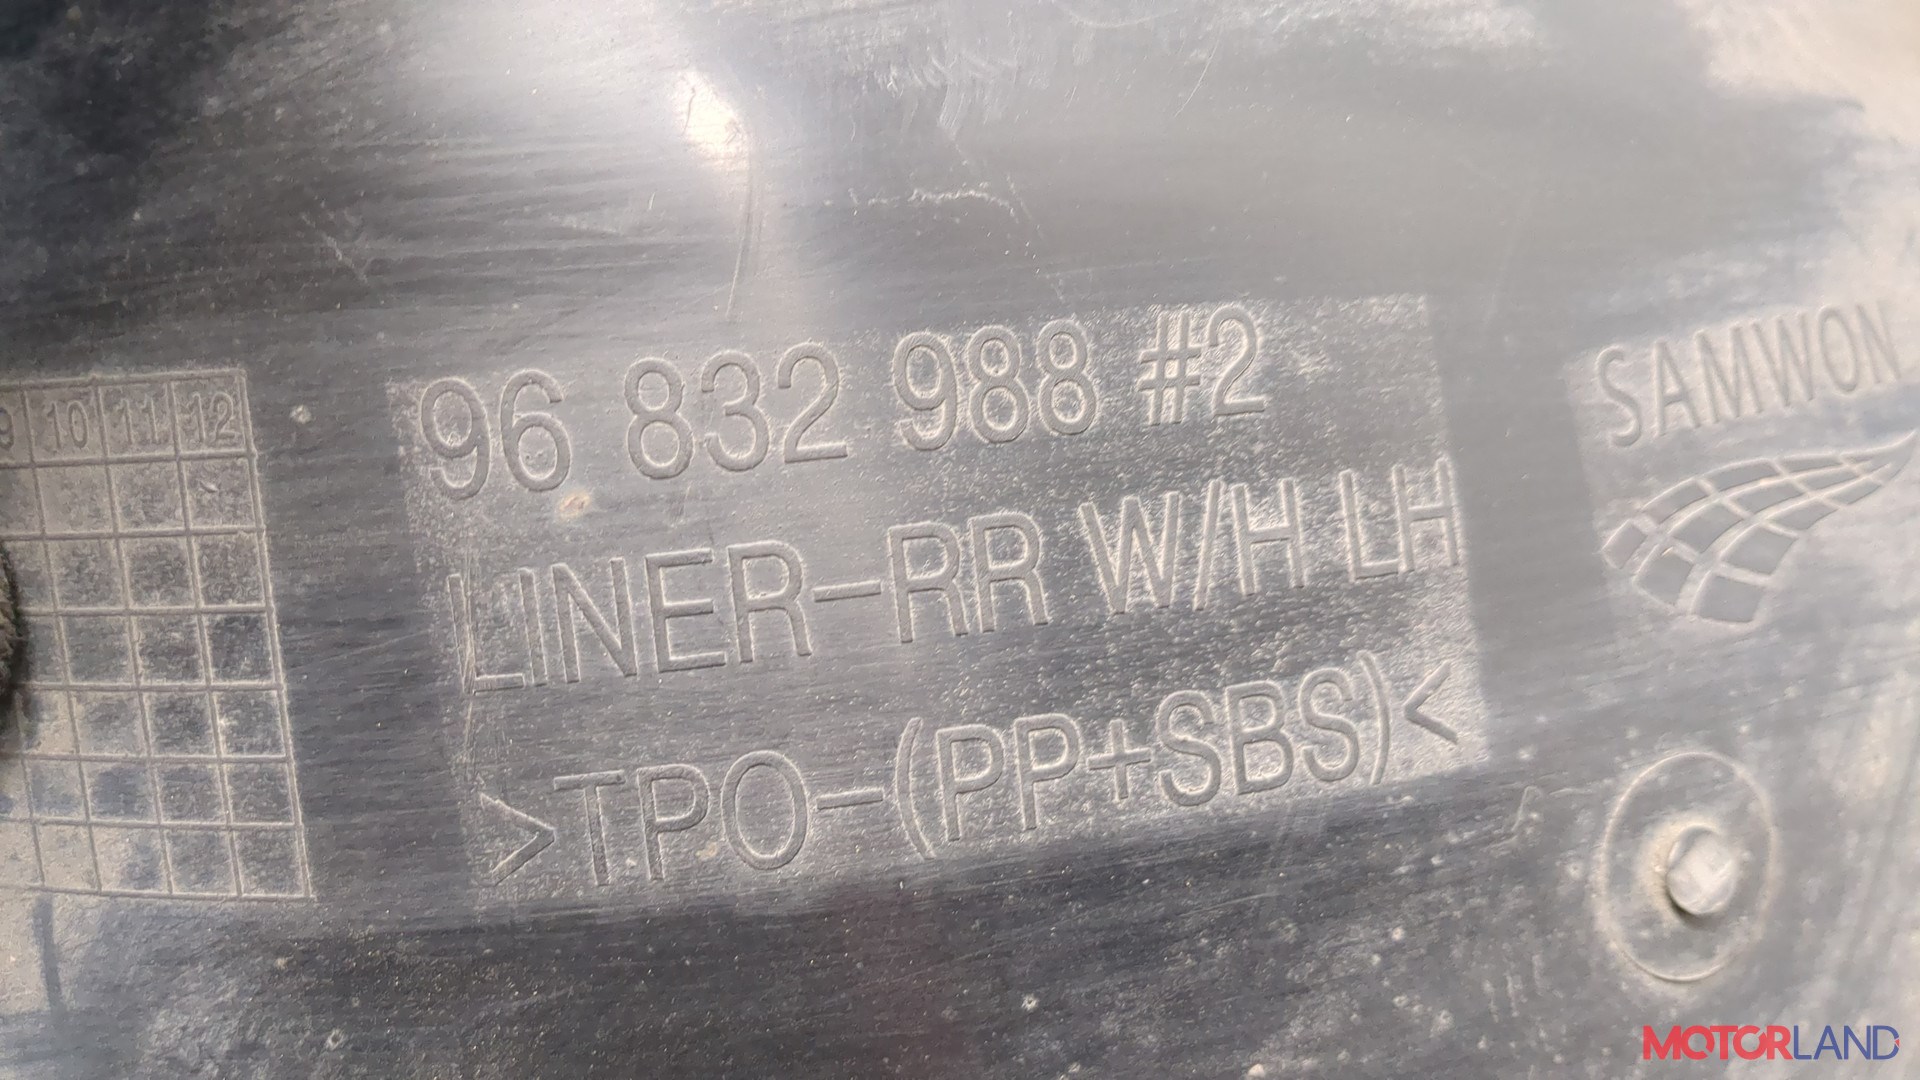 96 832 988 #2
LINER-RR W/H LH
>TPO-(PP+SBS)<
SAMWON
9 10 11 12
MOTORLAND